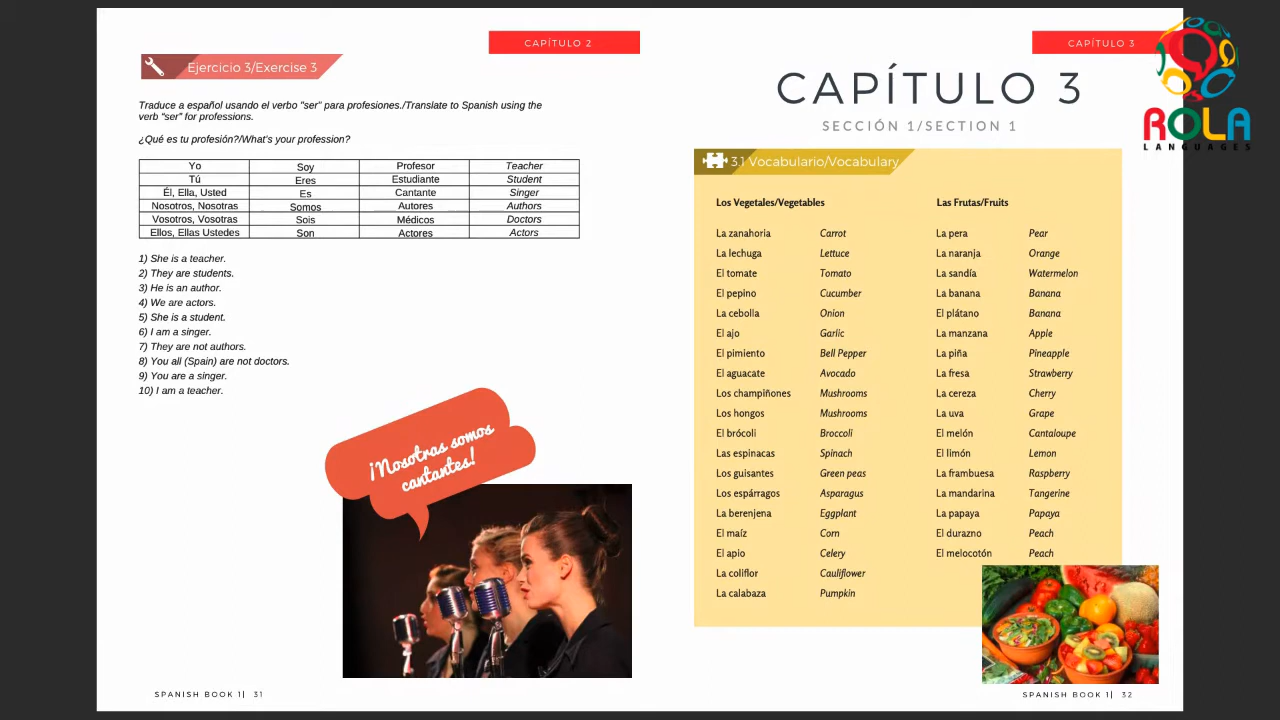 CAPÍTULO 2
Ejercicio 3/Exercise 3
Traduce a español usando el verbo "ser" para profesiones./Translate to Spanish using the
verb "ser" for professions.
¿Qué es tu profesión?/What's your profession?
Yo Soy Profesor Teacher
Tú Eres Estudiante Student
Él, Ella, Usted Es Cantante Singer
Nosotros, Nosotras Somos Autores Authors
Vosotros, Vosotras Sois Médicos Doctors
Ellos, Ellas Ustedes Son Actores Actors
1) She is a teacher.
2) They are students.
3) He is an author.
4) We are actors.
5) She is a student.
6) I am a singer.
7) They are not authors.
8) You all (Spain) are not doctors.
9) You are a singer.
10) I am a teacher.
¡Nosotras somos
cantantes!
SPANISH BOOK 1| 31
CAPÍTULO 3
ROLA
LANGUAGES
CAPÍTULO 3
SECCIÓN 1/SECTION 1
3.1 Vocabulario/Vocabulary
Los Vegetales/Vegetables Las Frutas/Fruits
La zanahoria Carrot La pera Pear
La lechuga Lettuce La naranja Orange
El tomate Tomato La sandía Watermelon
El pepino Cucumber La banana Banana
La cebolla Onion El plátano Banana
El ajo Garlic La manzana Apple
El pimiento Bell Pepper La piña Pineapple
El aguacate Avocado La fresa Strawberry
Los champiñones Mushrooms La cereza Cherry
Los hongos Mushrooms La uva Grape
El brócoli Broccoli El melón Cantaloupe
Las espinacas Spinach El limón Lemon
Los guisantes Green peas La frambuesa Raspberry
Los espárragos Asparagus La mandarina Tangerine
La berenjena Eggplant La papaya Papaya
El maíz Corn El durazno Peach
El apio Celery El melocotón Peach
La coliflor Cauliflower
La calabaza Pumpkin
SPANISH BOOK 1| 32